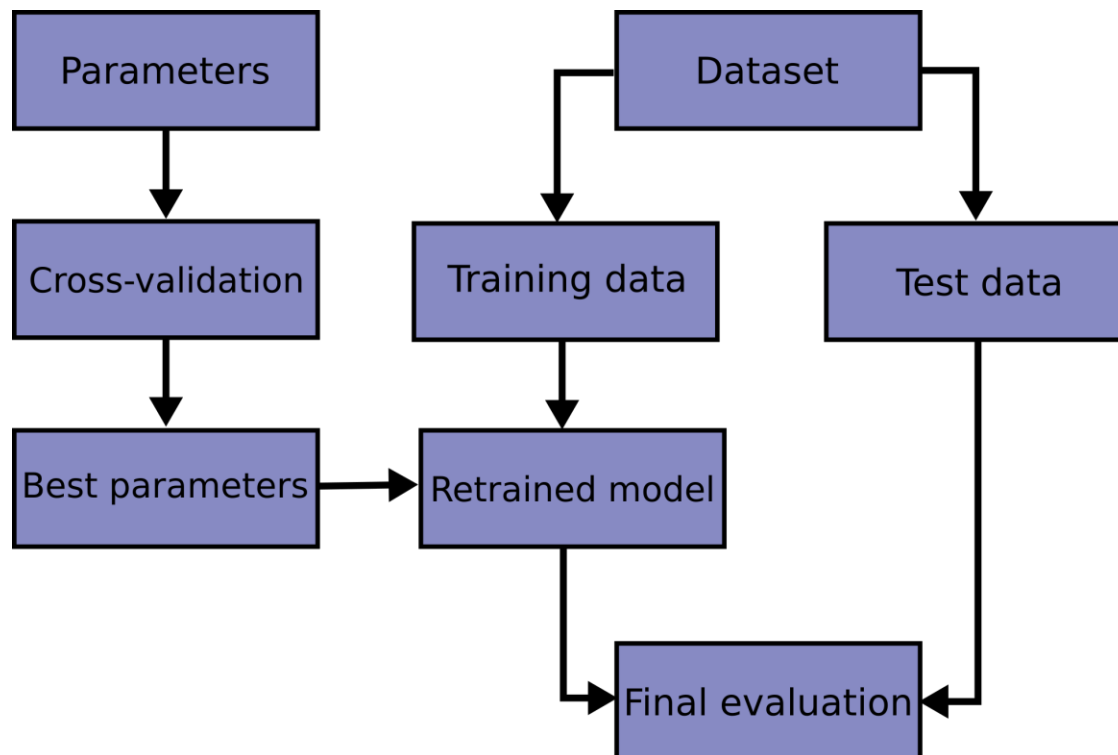 Parameters
Dataset
Cross-validation
Training data
Test data
Best parameters
Retrained model
Final evaluation